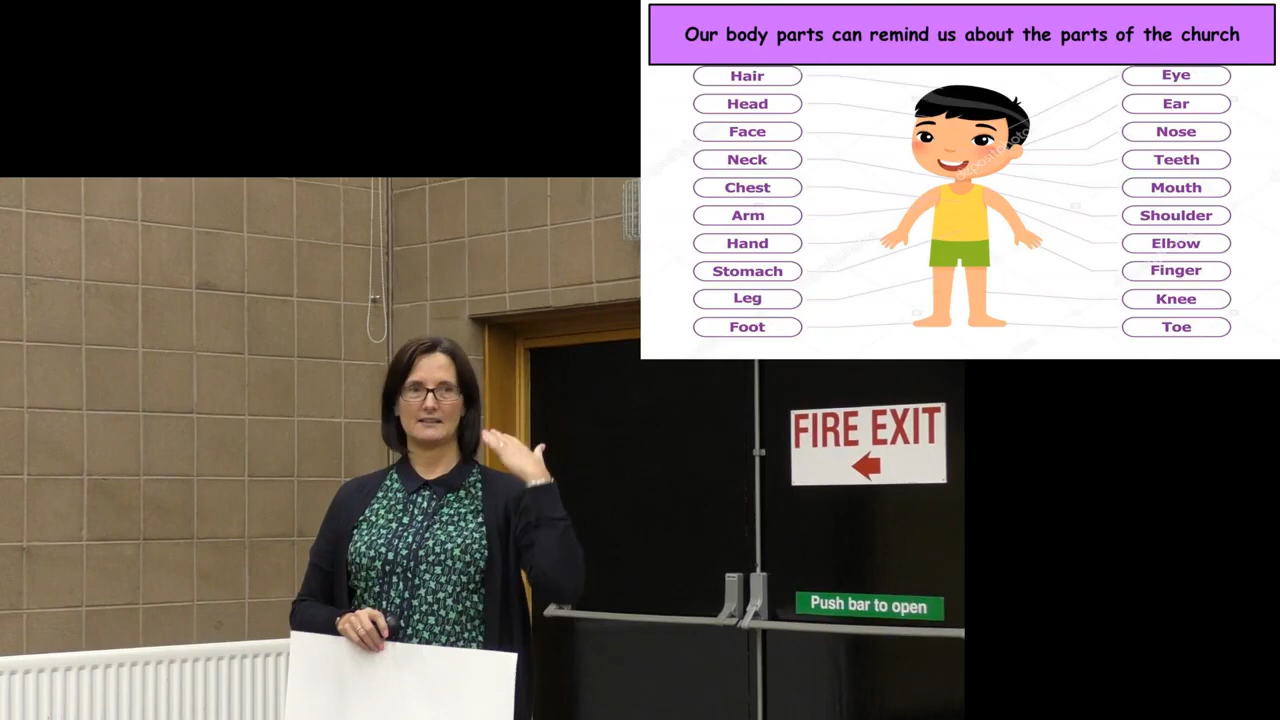 Our body parts can remind us about the parts of the church
Hair
Head
Face
Neck
Chest
Arm
Hand
Stomach
Leg
Foot
Eye
Ear
Nose
Teeth
Mouth
Shoulder
Elbow
Finger
Knee
Toe
depositphotos
FIRE EXIT
Push bar to open